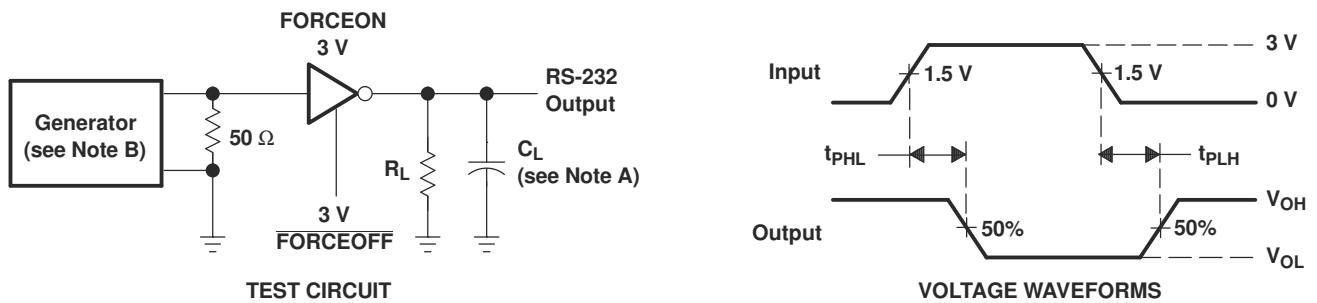 FORCEON
3 V
Generator
(see Note B)
50 Ω
RS-232
Output
R_L
C_L
(see Note A)
3 V
FORCEOFF
TEST CIRCUIT
Input
1.5 V
1.5 V
3 V
0 V
t_PHL
t_PLH
Output
50%
50%
V_OH
V_OL
VOLTAGE WAVEFORMS